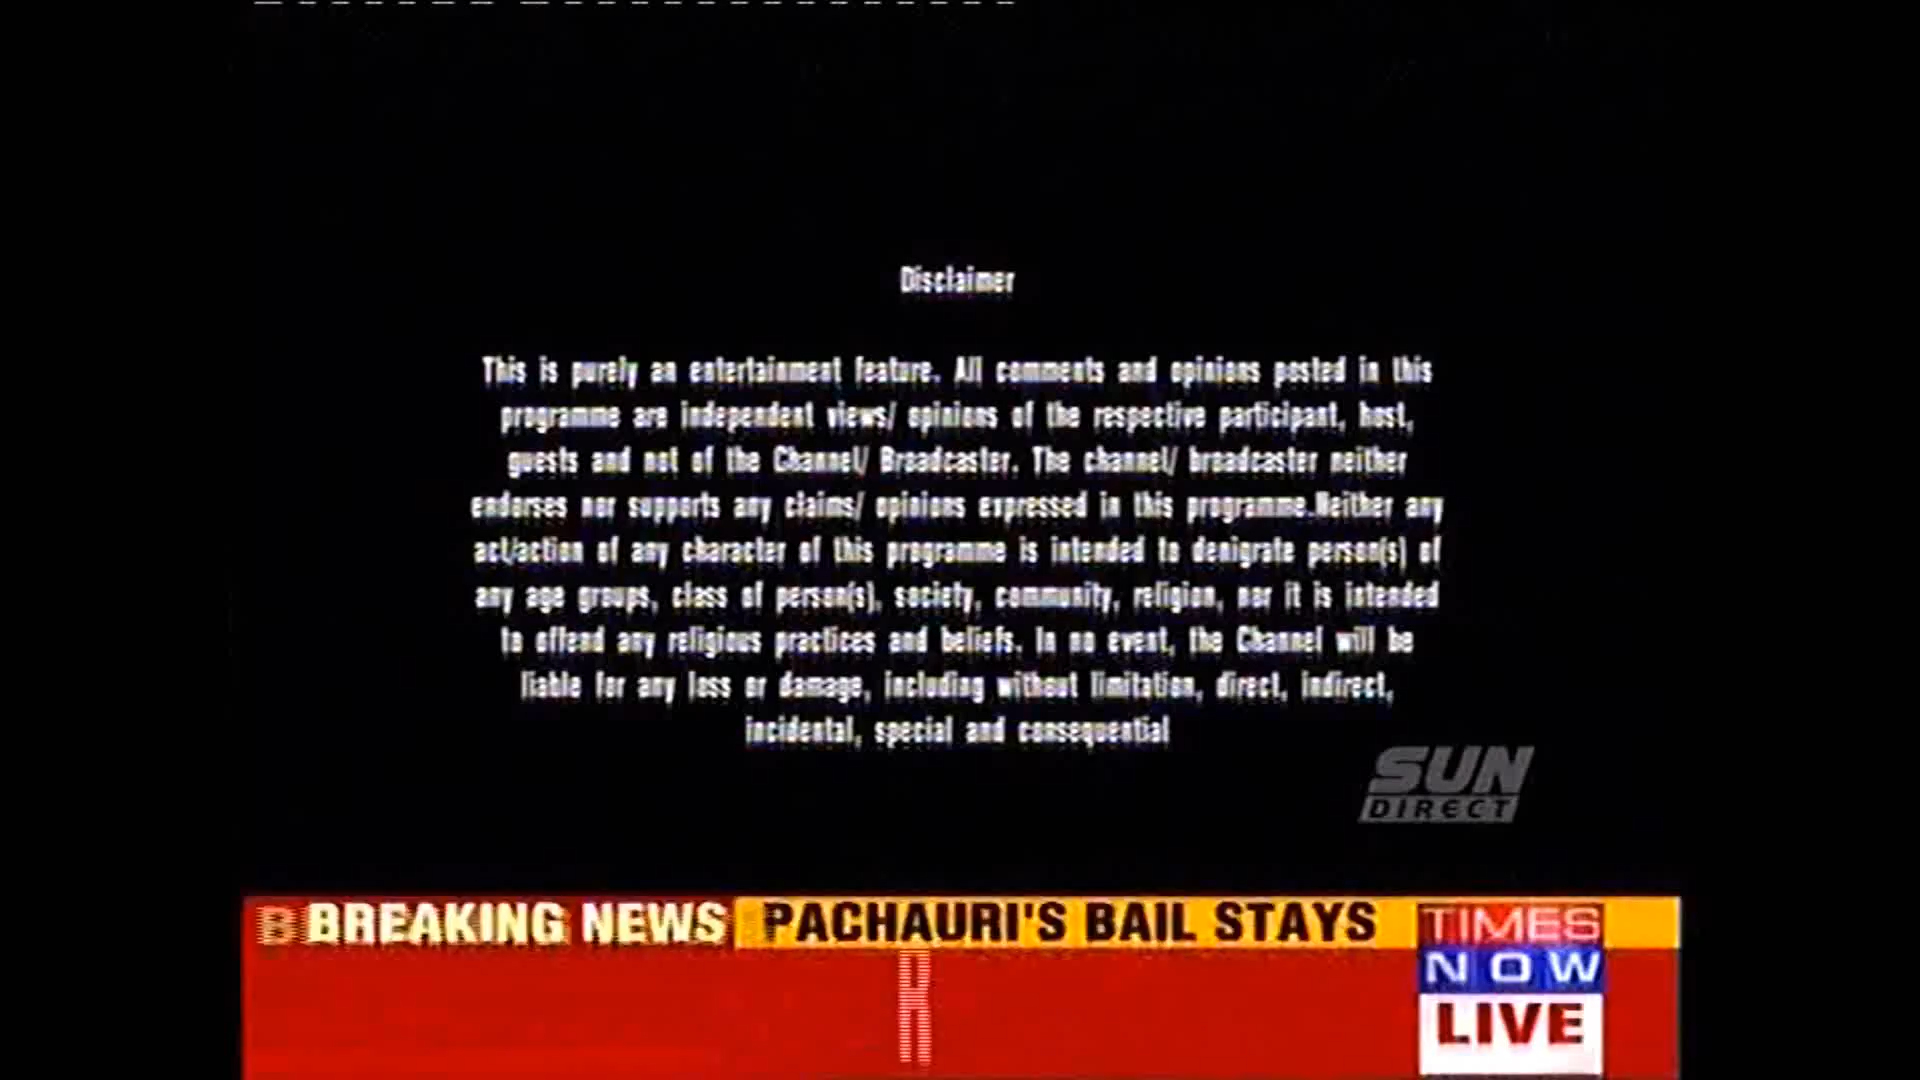 Disclaimer
This is purely an entertainment feature. All comments and opinions posted in this
programme are independent views/ opinions of the respective participant, host,
guests and not of the Channel/ Broadcaster. The channel/ broadcaster neither
endorses nor supports any claims/ opinions expressed in this programme.Neither any
act/action of any character of this programme is intended to denigrate person(s) of
any age groups, class of person(s), society, community, religion, nor it is intended
to offend any religious practices and beliefs. In no event, the Channel will be
liable for any loss or damage, including without limitation, direct, indirect,
incidental, special and consequential
SUN
DIRECT
BREAKING NEWS PACHAURI'S BAIL STAYS
TIMES
NOW
LIVE